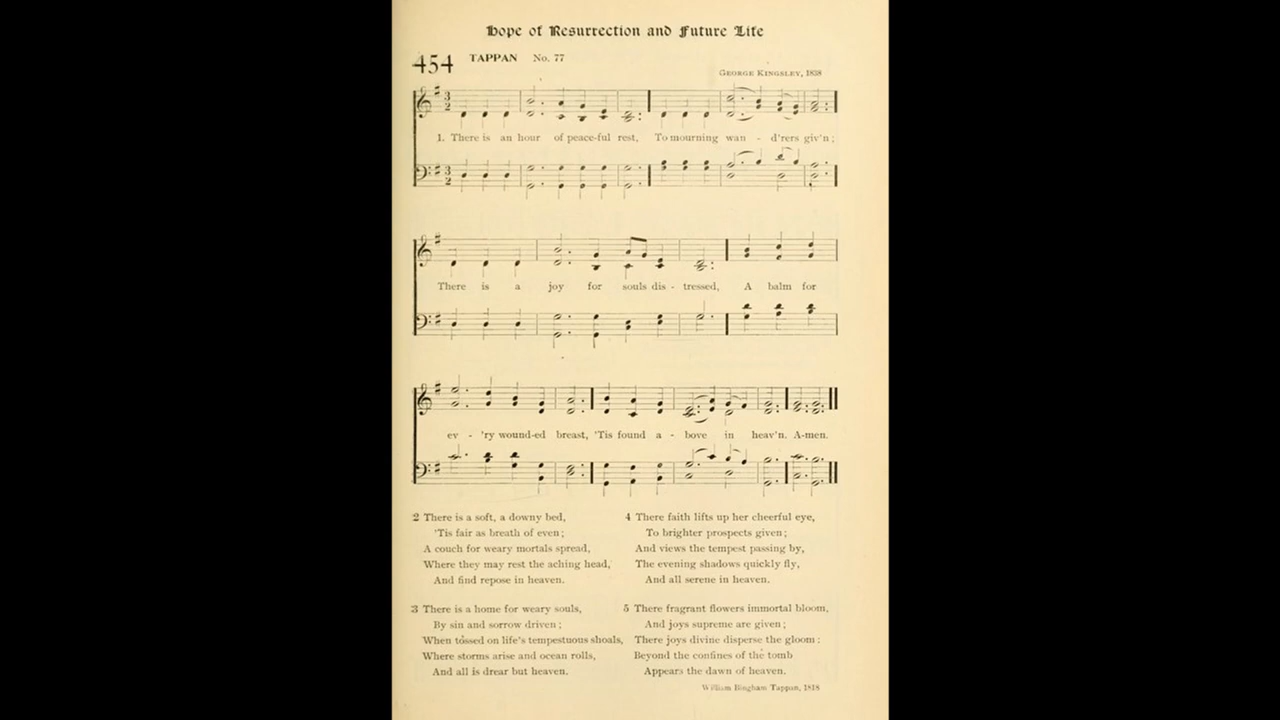 Hope of Resurrection and Future Life
454 TAPPAN No. 77
George Kingsley, 1838
1. There is an hour of peace-ful rest, To mourning wan - d'rers giv'n;
There is a joy for souls dis - tressed, A balm for
ev - 'ry wound-ed breast, 'Tis found a - bove in heav'n. A-men.
2 There is a soft, a downy bed,
'Tis fair as breath of even;
A couch for weary mortals spread,
Where they may rest the aching head,
And find repose in heaven.
3 There is a home for weary souls,
By sin and sorrow driven;
When tossed on life's tempestuous shoals,
Where storms arise and ocean rolls,
And all is drear but heaven.
4 There faith lifts up her cheerful eye,
To brighter prospects given;
And views the tempest passing by,
The evening shadows quickly fly,
And all serene in heaven.
5 There fragrant flowers immortal bloom,
And joys supreme are given;
There joys divine disperse the gloom:
Beyond the confines of the tomb
Appears the dawn of heaven.
William Bingham Tappan, 1818